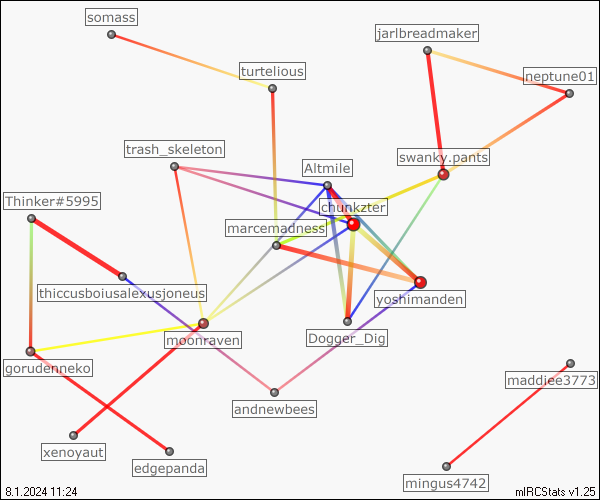 somass
jarlbreadmaker
turtelious
neptune01
trash_skeleton
swanky.pants
Altmile
Thinker#5995
chunkzter
marcemadness
thiccusboiusalexusjoneus
yoshimanden
Dogger_Dig
moonraven
gorudenneko
maddiee3773
andnewbees
xenoyaut
edgepanda
mingus4742
8.1.2024 11:24
mIRCStats v1.25